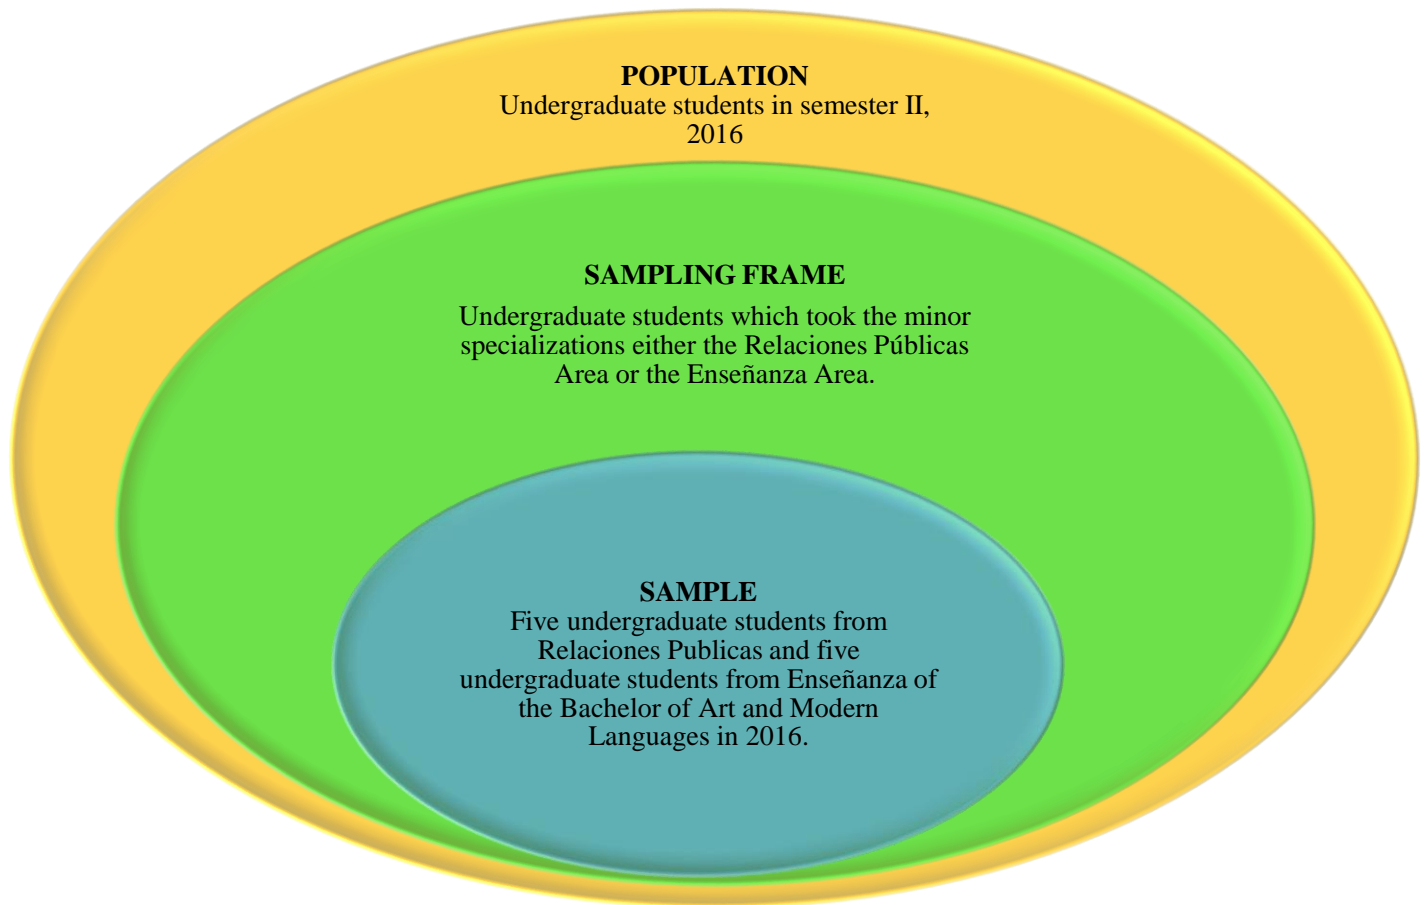 POPULATION
Undergraduate students in semester II,
2016
SAMPLING FRAME
Undergraduate students which took the minor
specializations either the Relaciones Públicas
Area or the Enseñanza Area.
SAMPLE
Five undergraduate students from
Relaciones Publicas and five
undergraduate students from Enseñanza of
the Bachelor of Art and Modern
Languages in 2016.